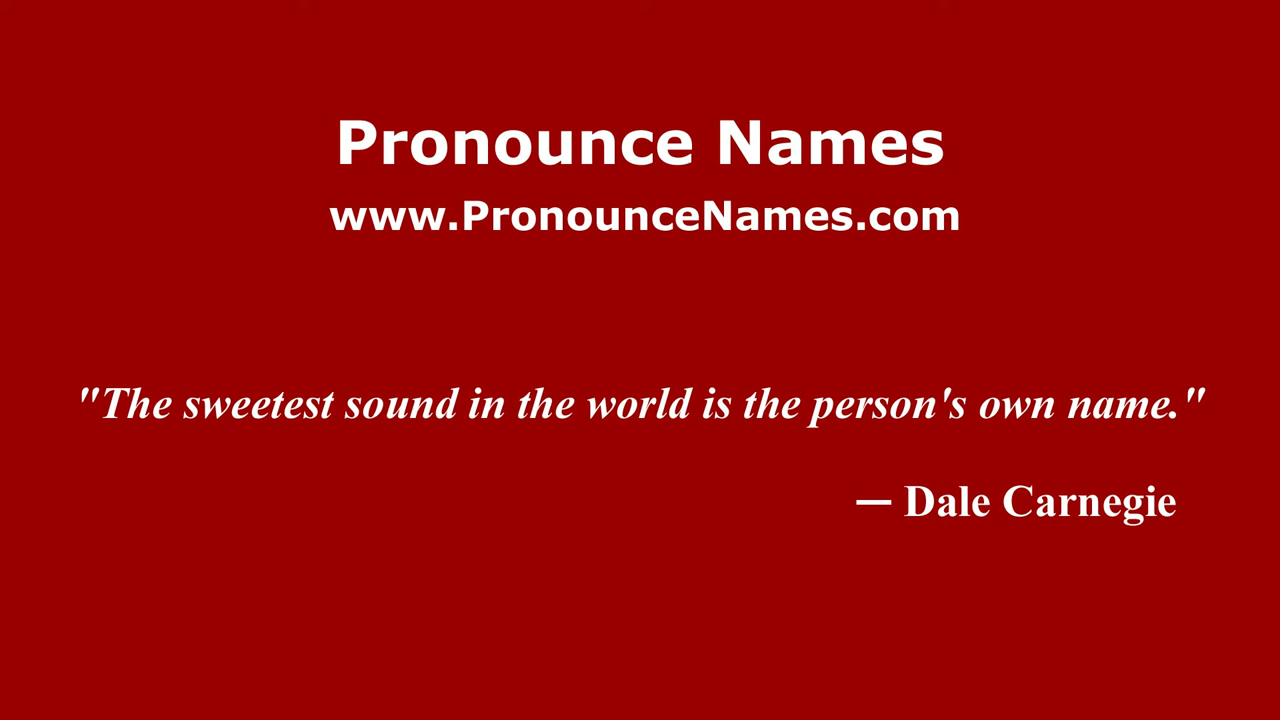 Pronounce Names
www.PronounceNames.com
"The sweetest sound in the world is the person's own name."
— Dale Carnegie